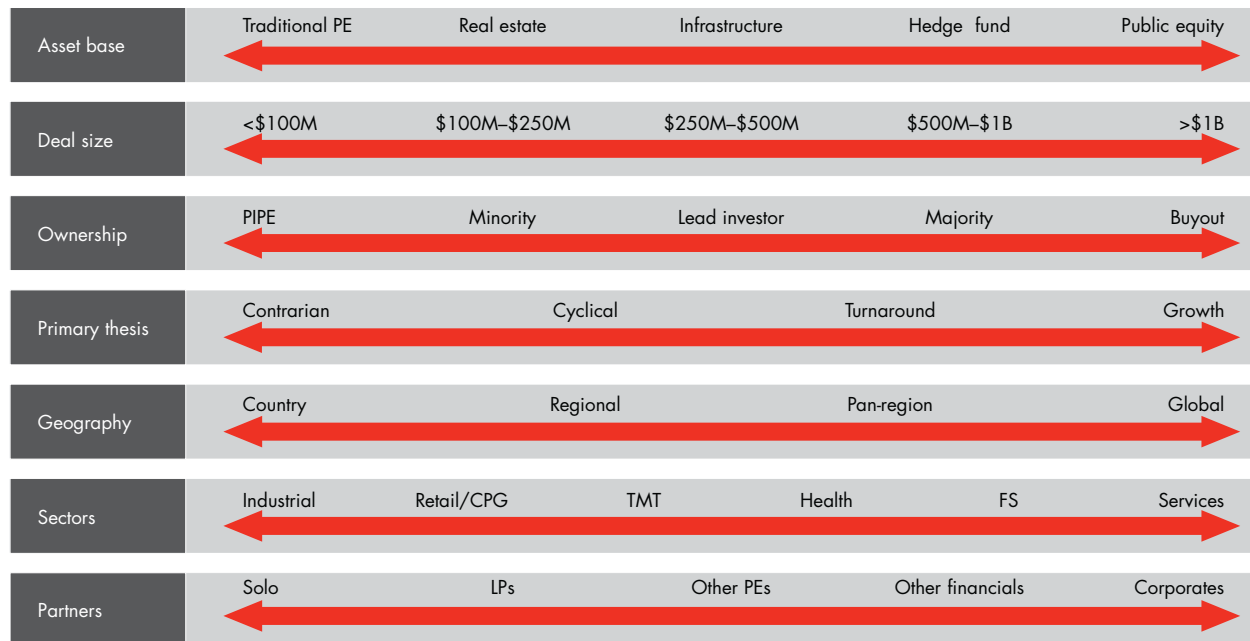 Asset base
Traditional PE Real estate Infrastructure Hedge fund Public equity
Deal size
<$100M $100M–$250M $250M–$500M $500M–$1B >$1B
Ownership
PIPE Minority Lead investor Majority Buyout
Primary thesis
Contrarian Cyclical Turnaround Growth
Geography
Country Regional Pan-region Global
Sectors
Industrial Retail/CPG TMT Health FS Services
Partners
Solo LPs Other PEs Other financials Corporates